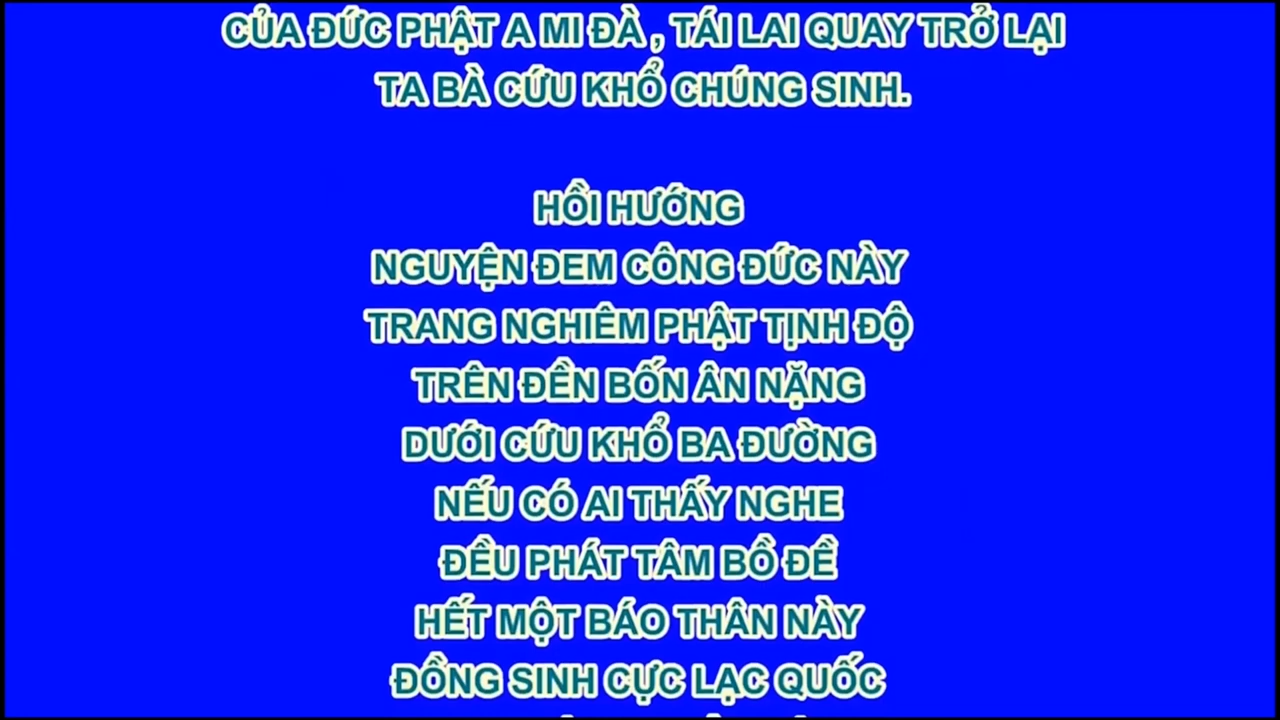 CỦA ĐỨC PHẬT A MI ĐÀ , TÁI LAI QUAY TRỞ LẠI
TA BÀ CỨU KHỔ CHÚNG SINH.
HỒI HƯỚNG
NGUYỆN ĐEM CÔNG ĐỨC NÀY
TRANG NGHIÊM PHẬT TỊNH ĐỘ
TRÊN ĐỀN BỐN ÂN NẶNG
DƯỚI CỨU KHỔ BA ĐƯỜNG
NẾU CÓ AI THẤY NGHE
ĐỀU PHÁT TÂM BỒ ĐỀ
HẾT MỘT BÁO THÂN NÀY
ĐỒNG SINH CỰC LẠC QUỐC